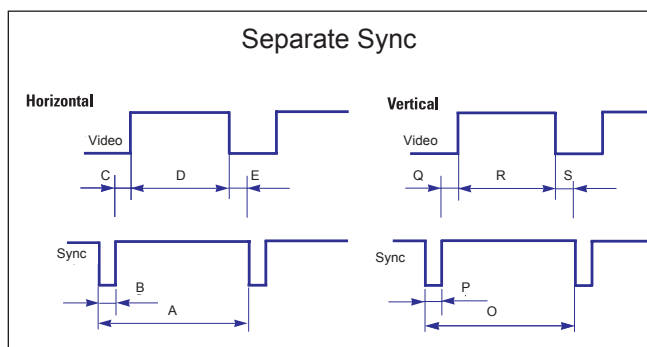 Separate Sync
Horizontal
Vertical
Video
Video
C D E
Q R S
Sync
Sync
B
P
A
O